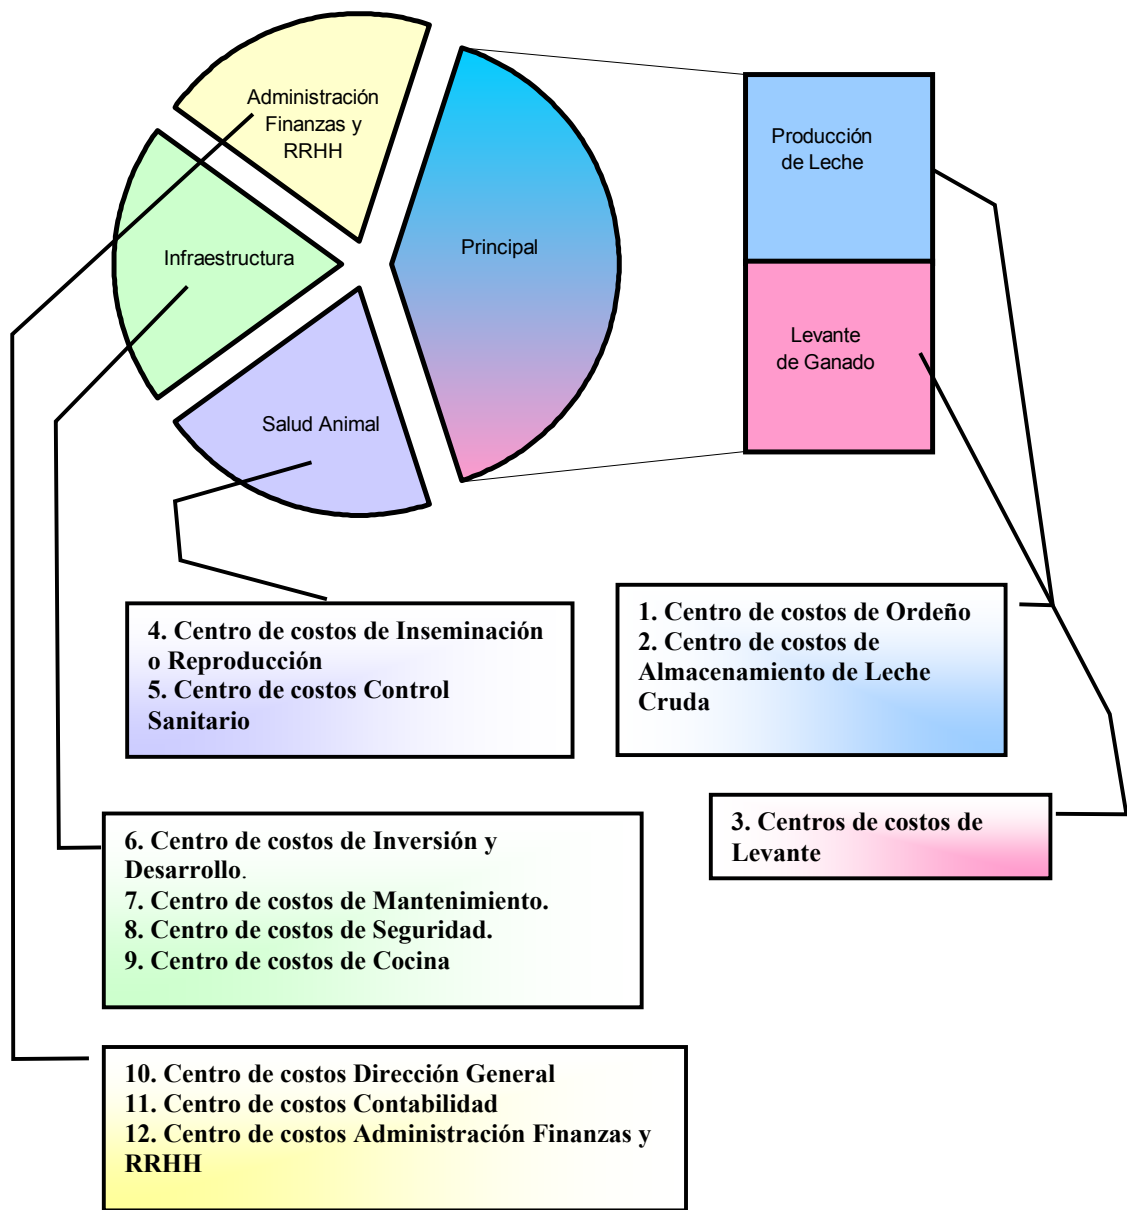 Administración
Finanzas y
RRHH
Principal
Infraestructura
Salud Animal
Producción
de Leche
Levante
de Ganado
4. Centro de costos de Inseminación
o Reproducción
5. Centro de costos Control
Sanitario
1. Centro de costos de Ordeño
2. Centro de costos de
Almacenamiento de Leche
Cruda
3. Centros de costos de
Levante
6. Centro de costos de Inversión y
Desarrollo.
7. Centro de costos de Mantenimiento.
8. Centro de costos de Seguridad.
9. Centro de costos de Cocina
10. Centro de costos Dirección General
11. Centro de costos Contabilidad
12. Centro de costos Administración Finanzas y
RRHH